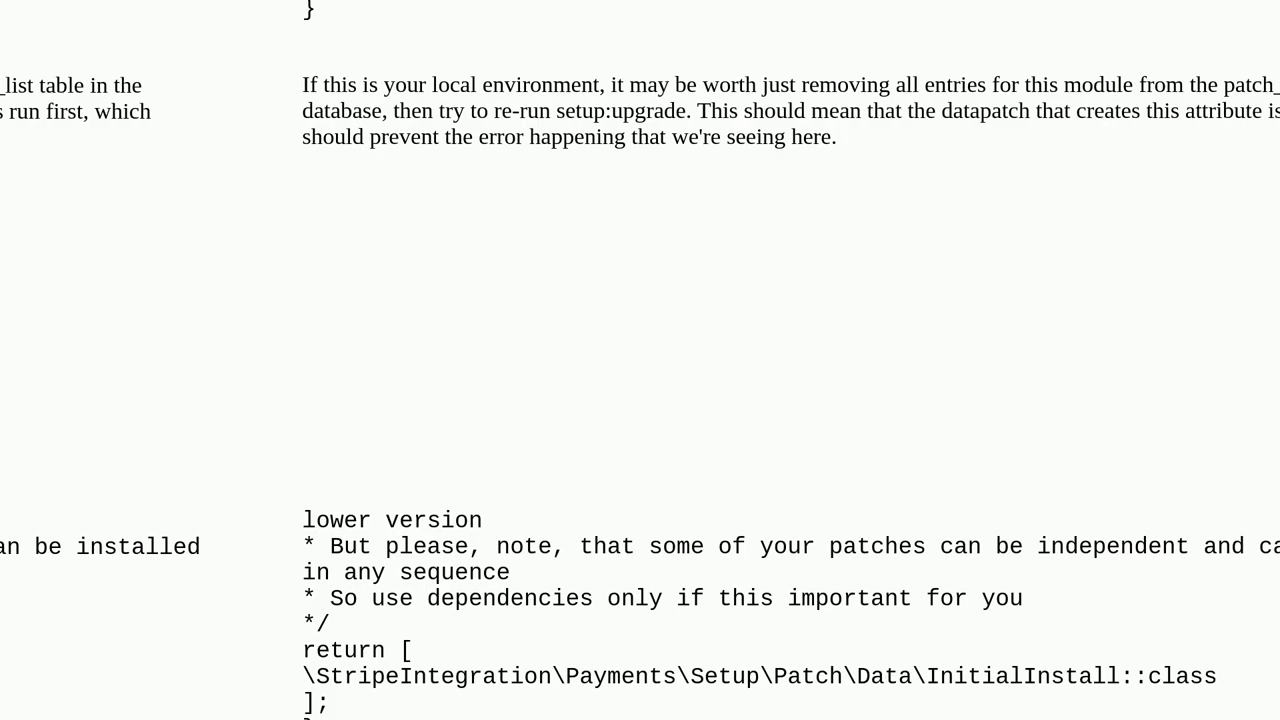 }
_list table in the
s run first, which
If this is your local environment, it may be worth just removing all entries for this module from the patch_
database, then try to re-run setup:upgrade. This should mean that the datapatch that creates this attribute is
should prevent the error happening that we're seeing here.
an be installed
lower version
* But please, note, that some of your patches can be independent and ca
in any sequence
* So use dependencies only if this important for you
*/
return [
\StripeIntegration\Payments\Setup\Patch\Data\InitialInstall::class
];